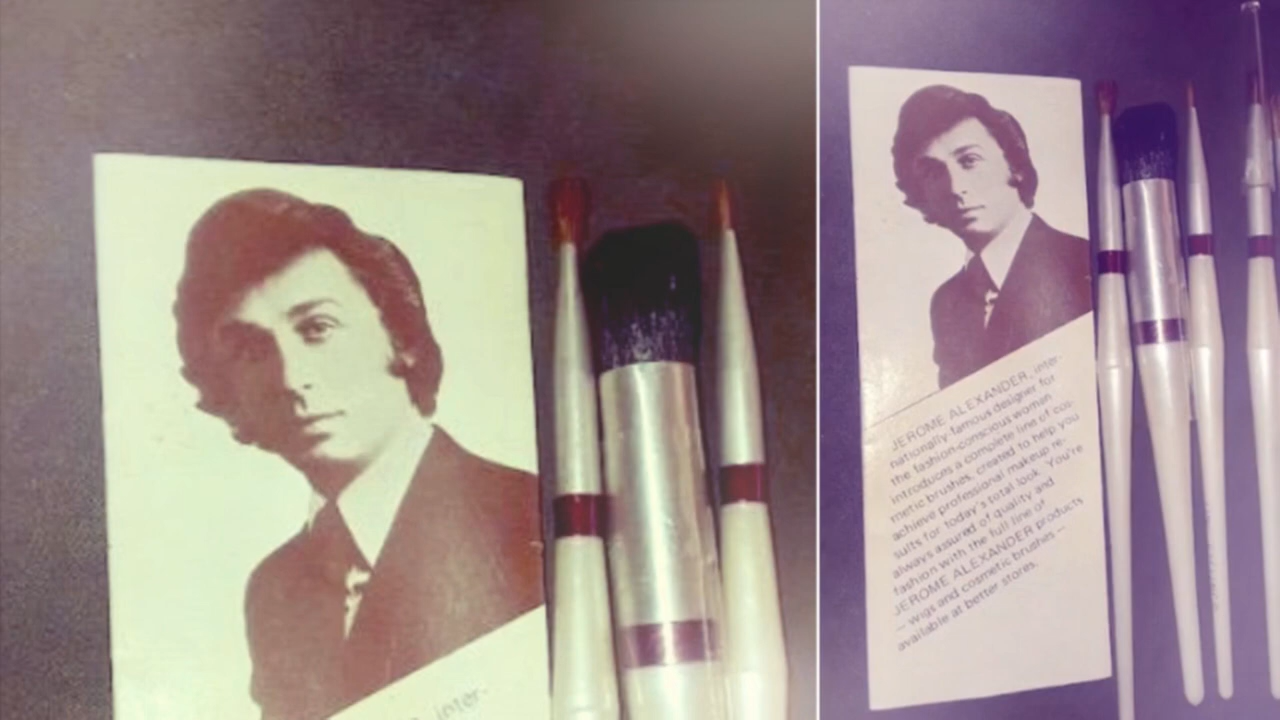 inter-
JEROME ALEXANDER, inter-
nationally-famous designer for
the fashion-conscious woman
introduces a complete line of cos-
metic brushes, created to help you
achieve professional makeup re-
sults for today's total look. You're
always assured of quality and
fashion with the full line of
JEROME ALEXANDER products
— wigs and cosmetic brushes —
available at better stores.